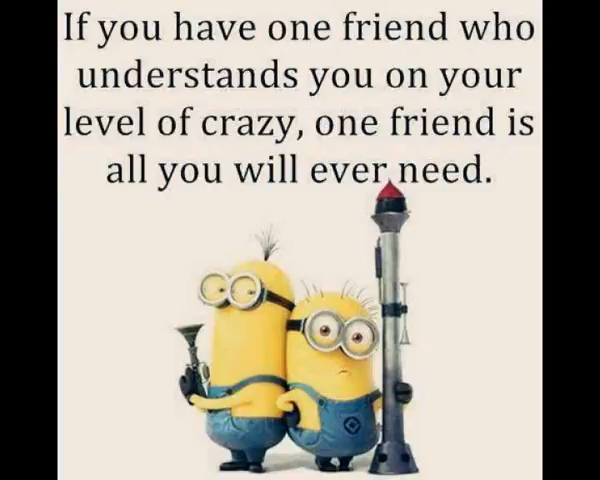 If you have one friend who
understands you on your
level of crazy, one friend is
all you will ever need.